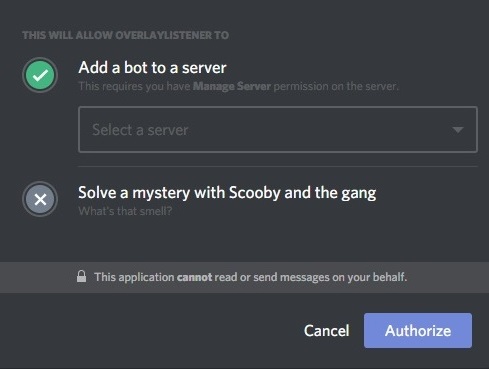 THIS WILL ALLOW OVERLAYLISTENER TO
Add a bot to a server
This requires you have Manage Server permission on the server.
Select a server
Solve a mystery with Scooby and the gang
What's that smell?
This application cannot read or send messages on your behalf.
Cancel
Authorize